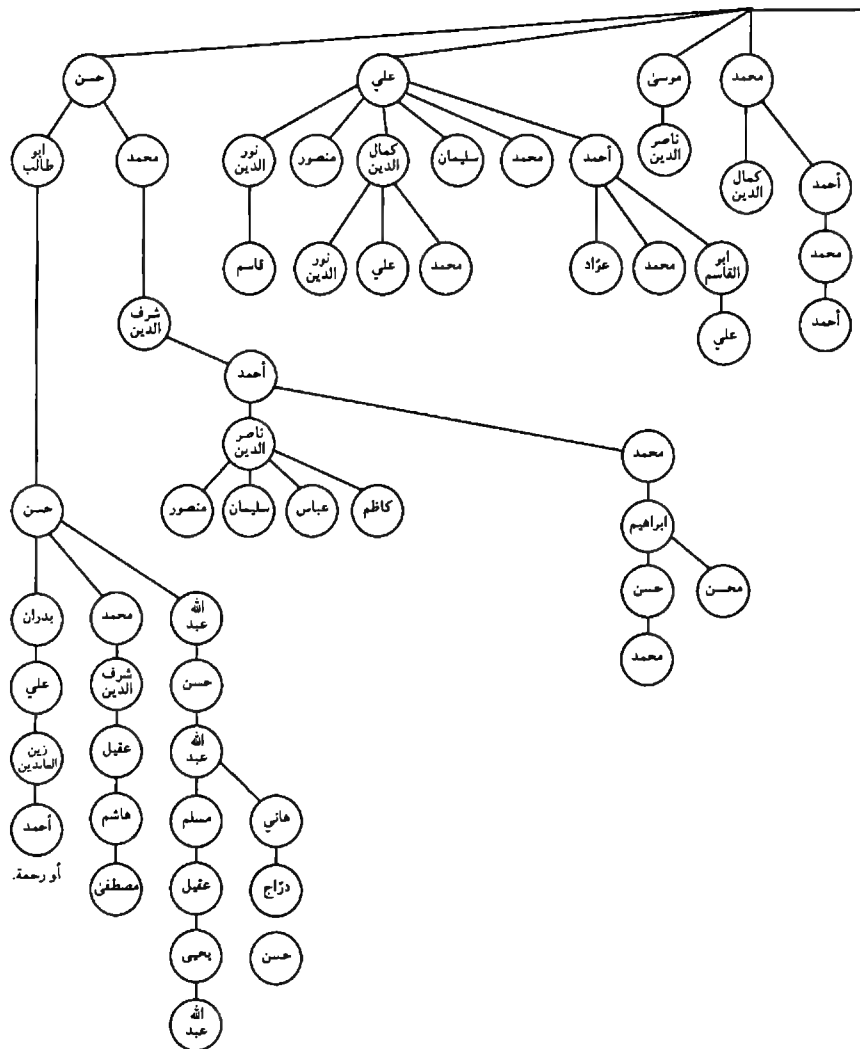 محمد
موسى
علي
حسن
أحمد
كمال الدين
ناصر الدين
أحمد
محمد
سليمان
كمال الدين
منصور
نور الدين
محمد
ابو طالب
محمد
ابو القاسم
محمد
عرّاد
محمد
علي
نور الدين
قاسم
أحمد
علي
شرف الدين
أحمد
محمد
ناصر الدين
كاظم
عباس
سليمان
منصور
حسن
ابراهيم
محسن
حسن
محمد
عبد الله
محمد
بدران
حسن
شرف الدين
علي
عبد الله
عقيل
زين العابدين
هاني
مسلم
هاشم
أحمد
أو رحمة.
درّاج
عقيل
مصطفى
حسن
يحيى
عبد الله